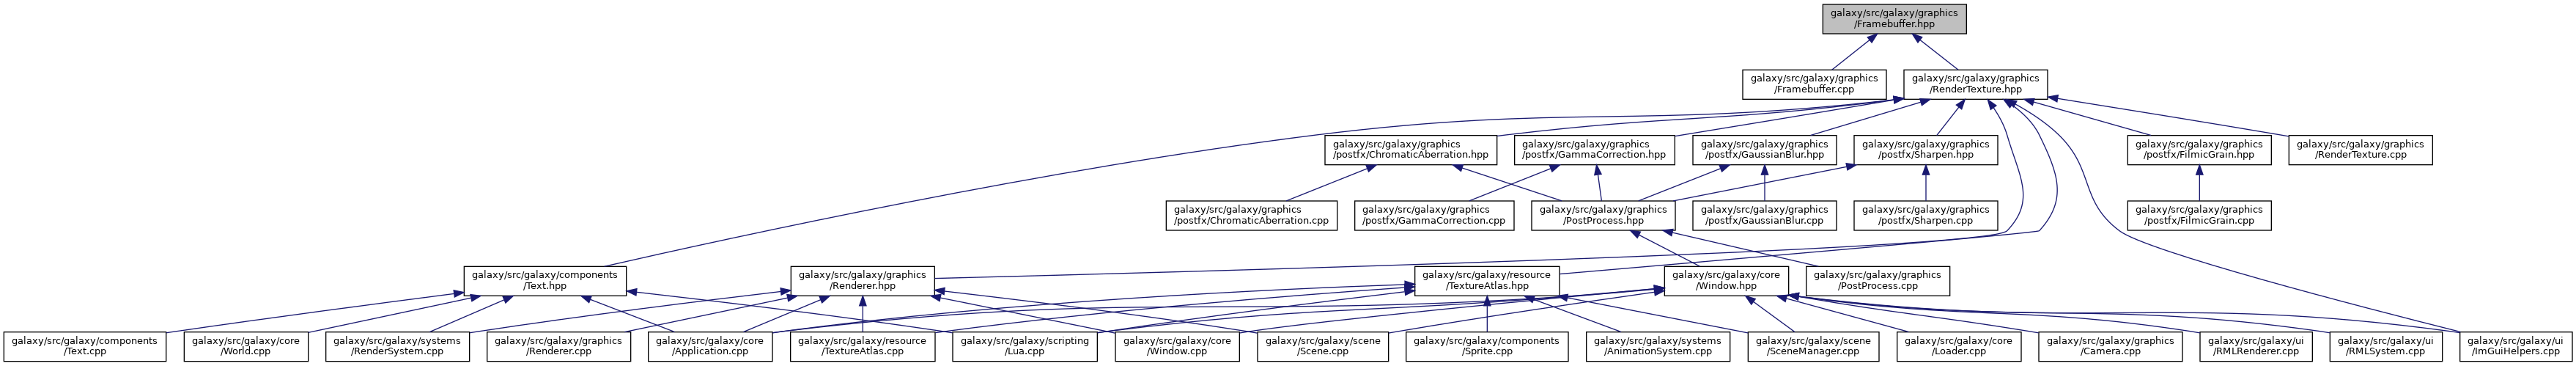 galaxy/src/galaxy/graphics
/Framebuffer.hpp
galaxy/src/galaxy/graphics
/Framebuffer.cpp
galaxy/src/galaxy/graphics
/RenderTexture.hpp
galaxy/src/galaxy/graphics
/postfx/ChromaticAberration.hpp
galaxy/src/galaxy/graphics
/postfx/GammaCorrection.hpp
galaxy/src/galaxy/graphics
/postfx/GaussianBlur.hpp
galaxy/src/galaxy/graphics
/postfx/Sharpen.hpp
galaxy/src/galaxy/graphics
/postfx/FilmicGrain.hpp
galaxy/src/galaxy/graphics
/RenderTexture.cpp
galaxy/src/galaxy/graphics
/postfx/ChromaticAberration.cpp
galaxy/src/galaxy/graphics
/postfx/GammaCorrection.cpp
galaxy/src/galaxy/graphics
/PostProcess.hpp
galaxy/src/galaxy/graphics
/postfx/GaussianBlur.cpp
galaxy/src/galaxy/graphics
/postfx/Sharpen.cpp
galaxy/src/galaxy/graphics
/postfx/FilmicGrain.cpp
galaxy/src/galaxy/components
/Text.hpp
galaxy/src/galaxy/graphics
/Renderer.hpp
galaxy/src/galaxy/resource
/TextureAtlas.hpp
galaxy/src/galaxy/core
/Window.hpp
galaxy/src/galaxy/graphics
/PostProcess.cpp
galaxy/src/galaxy/components
/Text.cpp
galaxy/src/galaxy/core
/World.cpp
galaxy/src/galaxy/systems
/RenderSystem.cpp
galaxy/src/galaxy/graphics
/Renderer.cpp
galaxy/src/galaxy/core
/Application.cpp
galaxy/src/galaxy/resource
/TextureAtlas.cpp
galaxy/src/galaxy/scripting
/Lua.cpp
galaxy/src/galaxy/core
/Window.cpp
galaxy/src/galaxy/scene
/Scene.cpp
galaxy/src/galaxy/components
/Sprite.cpp
galaxy/src/galaxy/systems
/AnimationSystem.cpp
galaxy/src/galaxy/scene
/SceneManager.cpp
galaxy/src/galaxy/core
/Loader.cpp
galaxy/src/galaxy/graphics
/Camera.cpp
galaxy/src/galaxy/ui
/RMLRenderer.cpp
galaxy/src/galaxy/ui
/RMLSystem.cpp
galaxy/src/galaxy/ui
/ImGuiHelpers.cpp